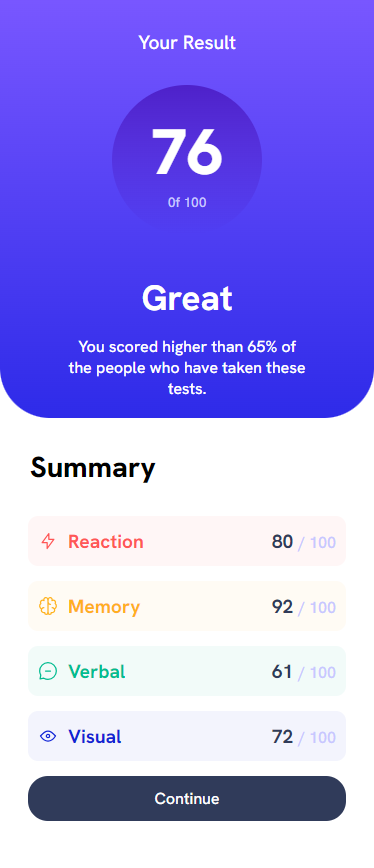 Your Result
76
0f 100
Great
You scored higher than 65% of
the people who have taken these
tests.
Summary
Reaction 80 / 100
Memory 92 / 100
Verbal 61 / 100
Visual 72 / 100
Continue